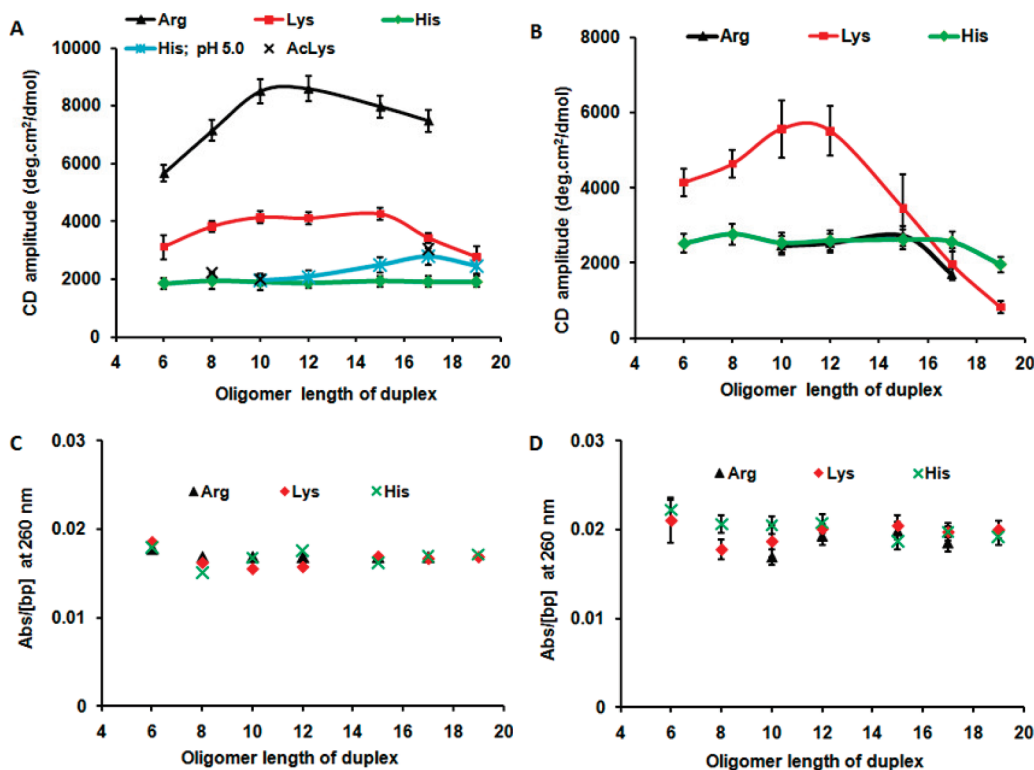 A
Arg Lys His
His; pH 5.0 AcLys
CD amplitude (deg.cm²/dmol)
10000
8000
6000
4000
2000
0
4 6 8 10 12 14 16 18 20
Oligomer length of duplex
B
Arg Lys His
CD amplitude (deg.cm²/dmol)
8000
6000
4000
2000
0
4 6 8 10 12 14 16 18 20
Oligomer length of duplex
C
Arg Lys His
Abs/[bp] at 260 nm
0.03
0.02
0.01
0
4 6 8 10 12 14 16 18 20
Oligomer length of duplex
D
Arg Lys His
Abs/[bp] at 260 nm
0.03
0.02
0.01
0
4 6 8 10 12 14 16 18 20
Oligomer length of duplex